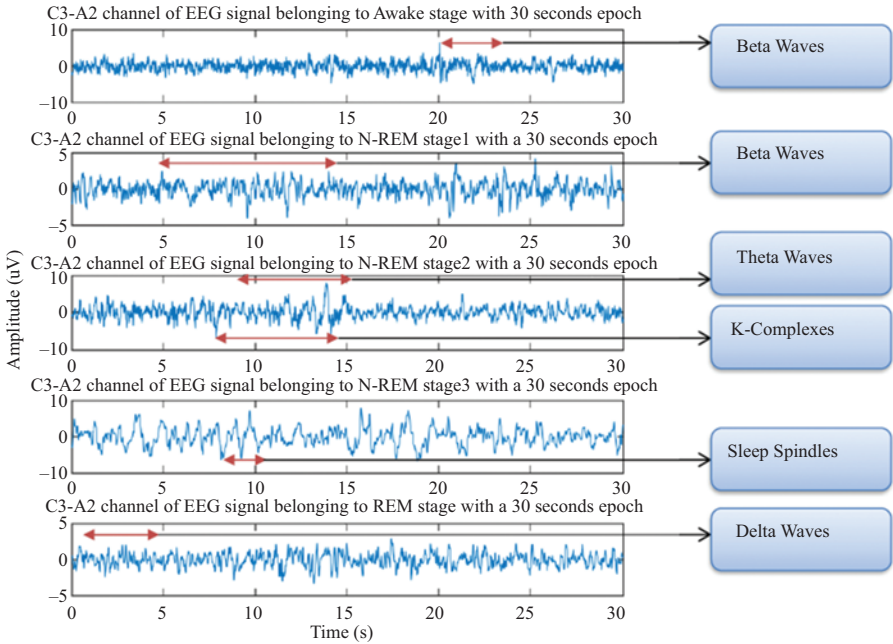 C3-A2 channel of EEG signal belonging to Awake stage with 30 seconds epoch
10
0
–10
0 5 10 15 20 25 30
Beta Waves
C3-A2 channel of EEG signal belonging to N-REM stage1 with a 30 seconds epoch
5
0
–5
0 5 10 15 20 25 30
Beta Waves
C3-A2 channel of EEG signal belonging to N-REM stage2 with a 30 seconds epoch
10
0
–10
0 5 10 15 20 25 30
Theta Waves
K-Complexes
Amplitude (uV)
C3-A2 channel of EEG signal belonging to N-REM stage3 with a 30 seconds epoch
10
0
–10
0 5 10 15 20 25 30
Sleep Spindles
C3-A2 channel of EEG signal belonging to REM stage with a 30 seconds epoch
5
0
–5
0 5 10 15 20 25 30
Delta Waves
Time (s)